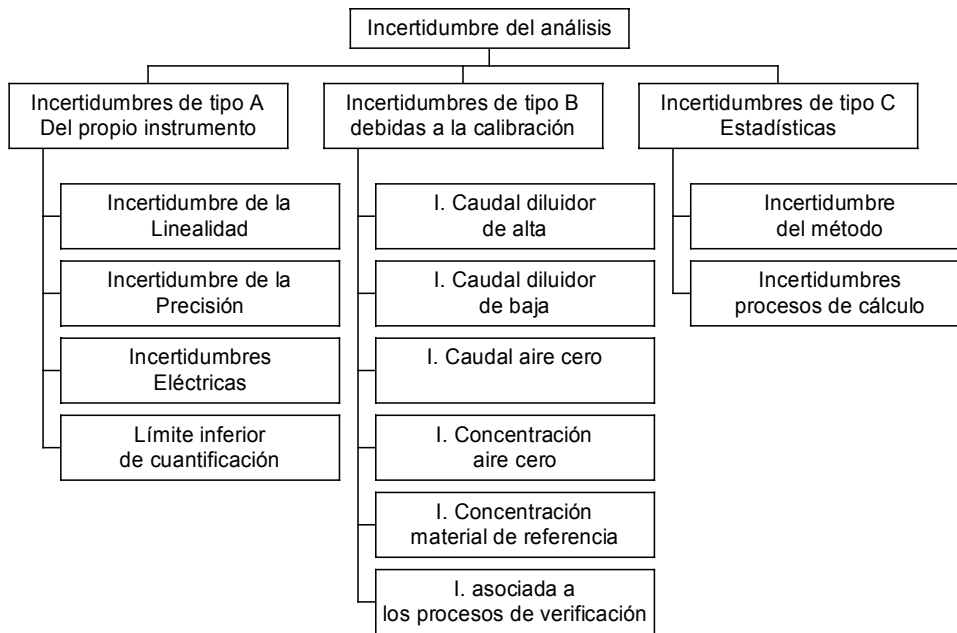 Incertidumbre del análisis
Incertidumbres de tipo A
Del propio instrumento
Incertidumbre de la
Linealidad
Incertidumbre de la
Precisión
Incertidumbres
Eléctricas
Límite inferior
de cuantificación
Incertidumbres de tipo B
debidas a la calibración
I. Caudal diluidor
de alta
I. Caudal diluidor
de baja
I. Caudal aire cero
I. Concentración
aire cero
I. Concentración
material de referencia
I. asociada a
los procesos de verificación
Incertidumbres de tipo C
Estadísticas
Incertidumbre
del método
Incertidumbres
procesos de cálculo